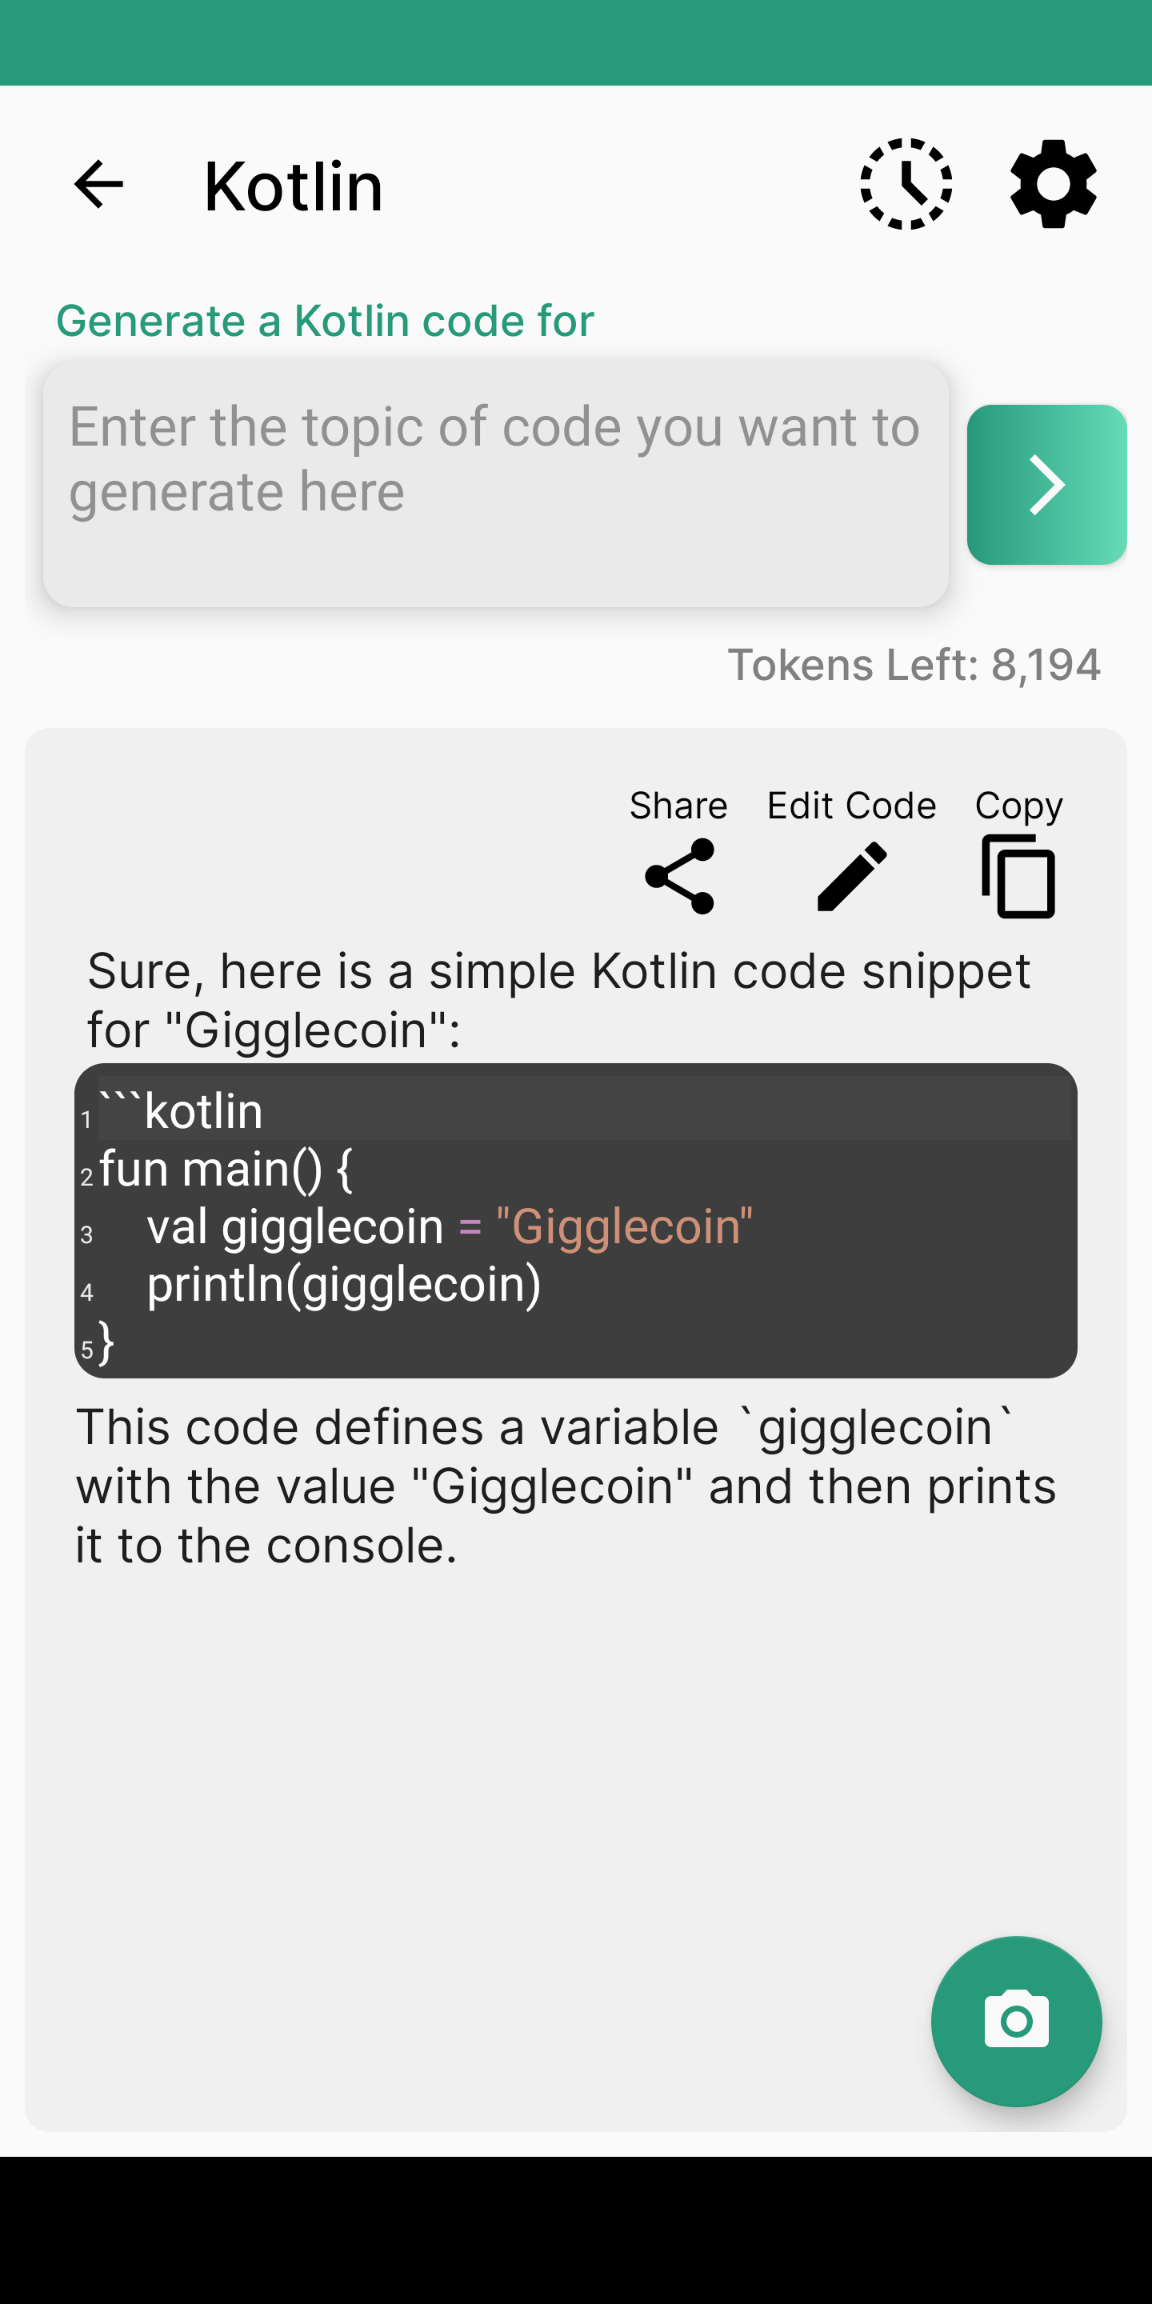 Kotlin
Generate a Kotlin code for
Enter the topic of code you want to
generate here
Tokens Left: 8,194
Share Edit Code Copy
Sure, here is a simple Kotlin code snippet
for "Gigglecoin":
1 ```kotlin
2 fun main() {
3     val gigglecoin = "Gigglecoin"
4     println(gigglecoin)
5 }
This code defines a variable `gigglecoin`
with the value "Gigglecoin" and then prints
it to the console.